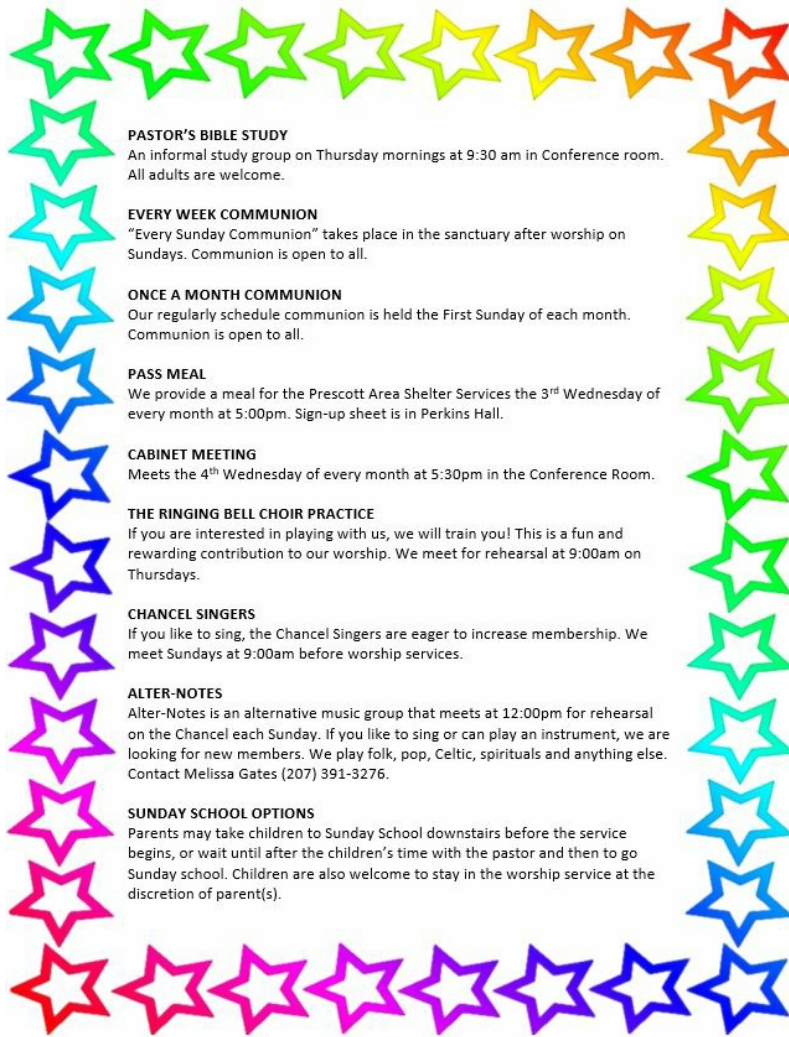 PASTOR’S BIBLE STUDY
An informal study group on Thursday mornings at 9:30 am in Conference room.
All adults are welcome.
EVERY WEEK COMMUNION
“Every Sunday Communion” takes place in the sanctuary after worship on
Sundays. Communion is open to all.
ONCE A MONTH COMMUNION
Our regularly schedule communion is held the First Sunday of each month.
Communion is open to all.
PASS MEAL
We provide a meal for the Prescott Area Shelter Services the 3rd Wednesday of
every month at 5:00pm. Sign-up sheet is in Perkins Hall.
CABINET MEETING
Meets the 4th Wednesday of every month at 5:30pm in the Conference Room.
THE RINGING BELL CHOIR PRACTICE
If you are interested in playing with us, we will train you! This is a fun and
rewarding contribution to our worship. We meet for rehearsal at 9:00am on
Thursdays.
CHANCEL SINGERS
If you like to sing, the Chancel Singers are eager to increase membership. We
meet Sundays at 9:00am before worship services.
ALTER-NOTES
Alter-Notes is an alternative music group that meets at 12:00pm for rehearsal
on the Chancel each Sunday. If you like to sing or can play an instrument, we are
looking for new members. We play folk, pop, Celtic, spirituals and anything else.
Contact Melissa Gates (207) 391-3276.
SUNDAY SCHOOL OPTIONS
Parents may take children to Sunday School downstairs before the service
begins, or wait until after the children’s time with the pastor and then to go
Sunday school. Children are also welcome to stay in the worship service at the
discretion of parent(s).